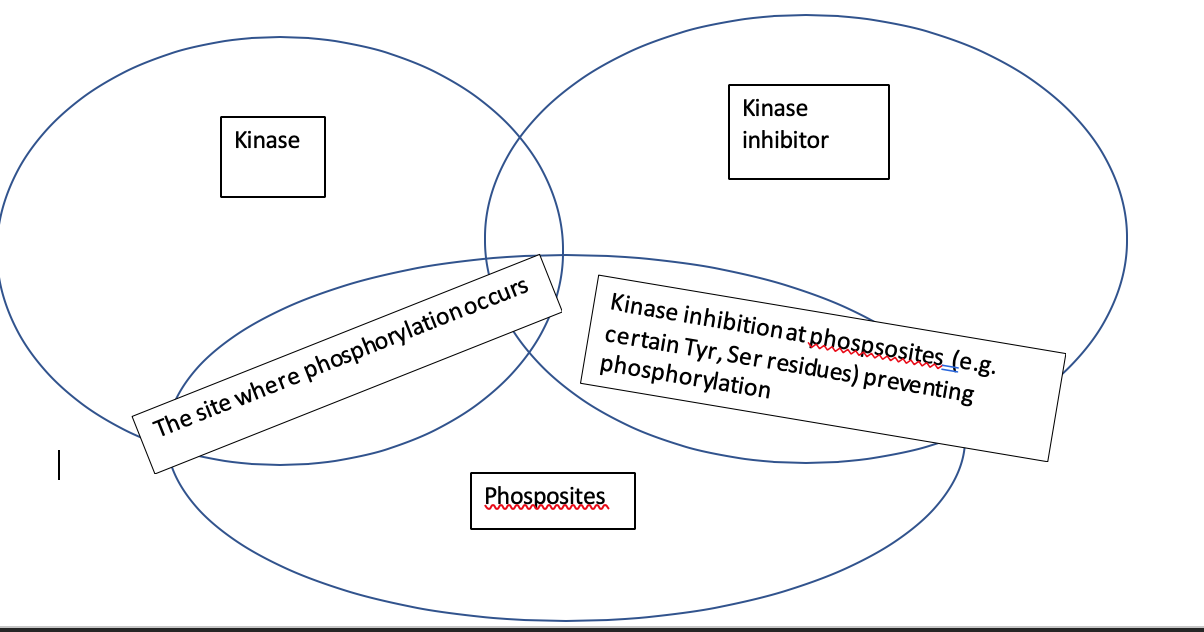 Kinase
Kinase
inhibitor
The site where phosphorylation occurs
Kinase inhibition at phospsosites (e.g.
certain Tyr, Ser residues) preventing
phosphorylation
Phosposites